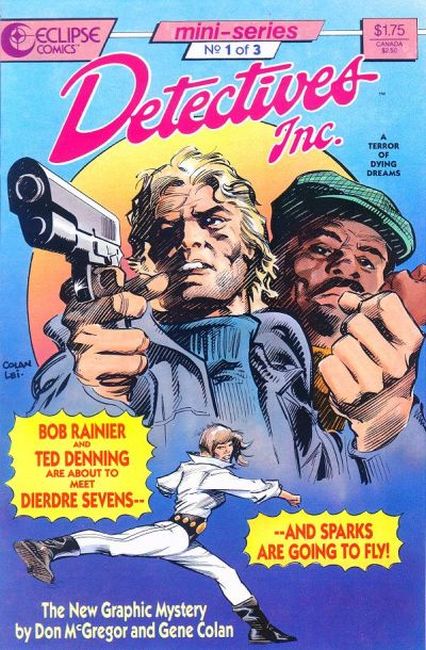 ECLIPSE
COMICS™
mini-series
Nº 1 of 3
$1.75
CANADA
$2.50
Detectives
Inc.
™
A
TERROR
OF
DYING
DREAMS
COLAN
LEI.
BOB RAINIER
AND
TED DENNING
ARE ABOUT TO
MEET
DIERDRE SEVENS--
--AND SPARKS
ARE GOING TO FLY!
The New Graphic Mystery
by Don McGregor and Gene Colan